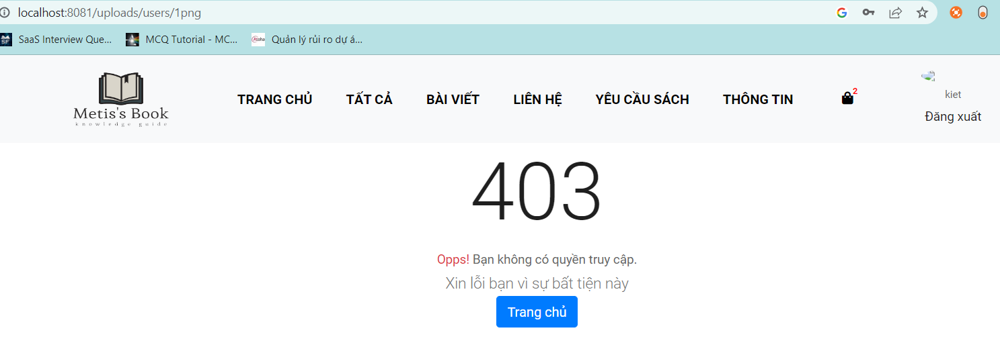 localhost:8081/uploads/users/1png
SaaS Interview Que... MCQ Tutorial - MC... Atoha Quản lý rủi ro dự á...
Metis's Book
knowledge guide
TRANG CHỦ TẤT CẢ BÀI VIẾT LIÊN HỆ YÊU CẦU SÁCH THÔNG TIN 2
kiet
Đăng xuất
403
Opps! Bạn không có quyền truy cập.
Xin lỗi bạn vì sự bất tiện này
Trang chủ